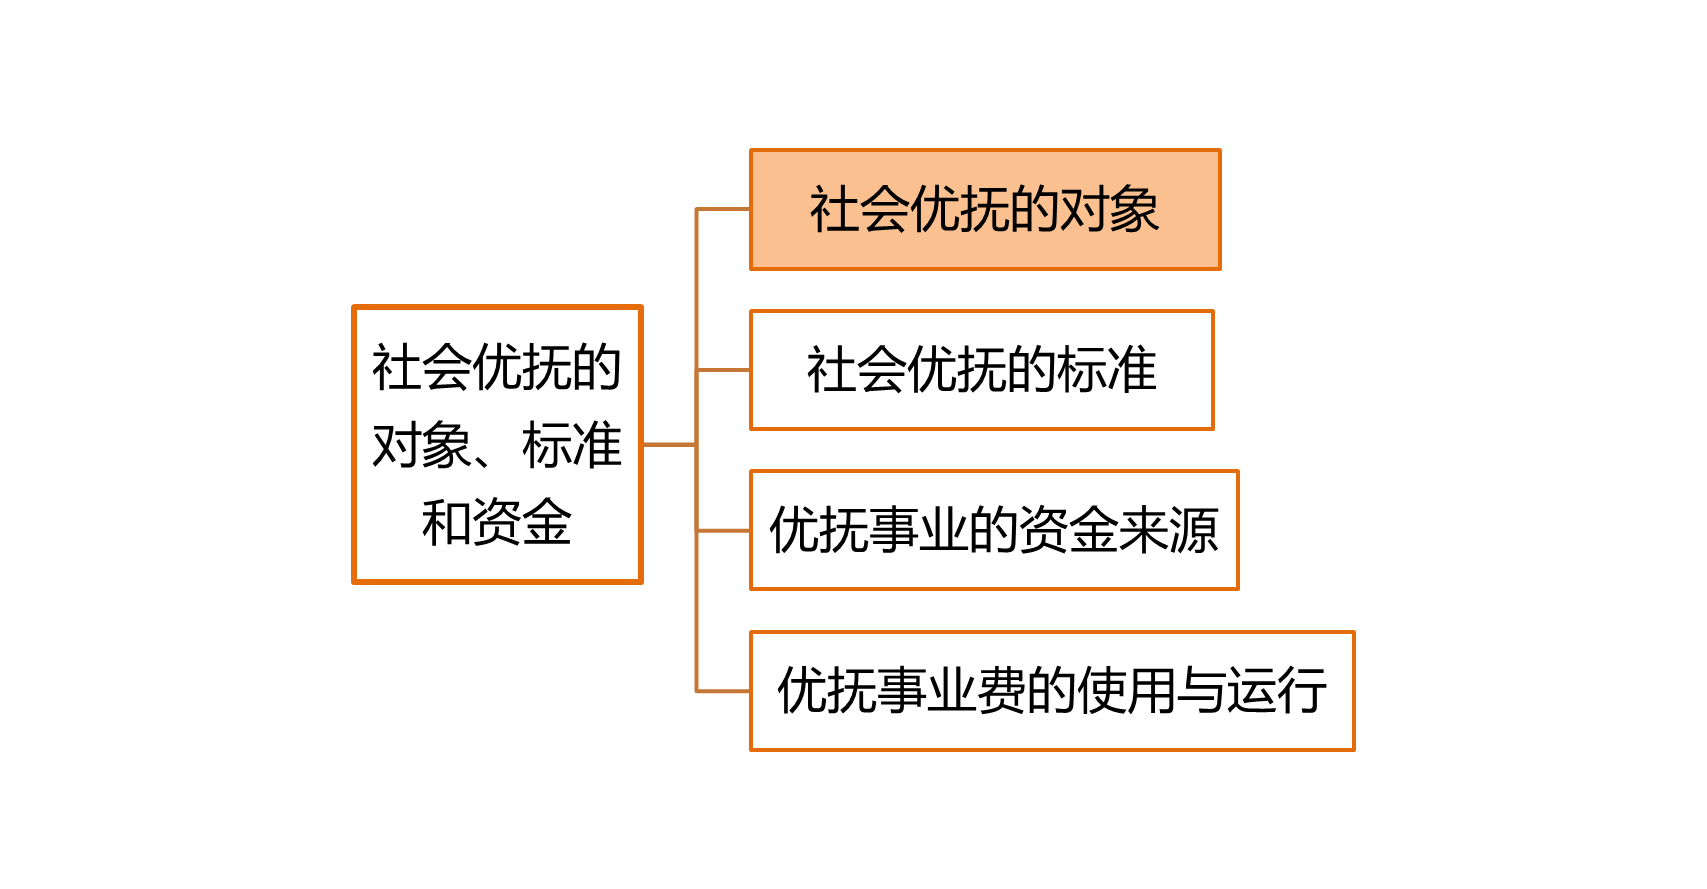 社会优抚的
对象、标准
和资金
社会优抚的对象
社会优抚的标准
优抚事业的资金来源
优抚事业费的使用与运行